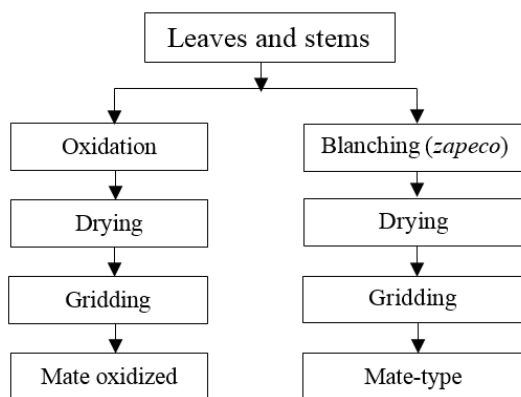 Leaves and stems
Oxidation
Drying
Gridding
Mate oxidized
Blanching (zapeco)
Drying
Gridding
Mate-type